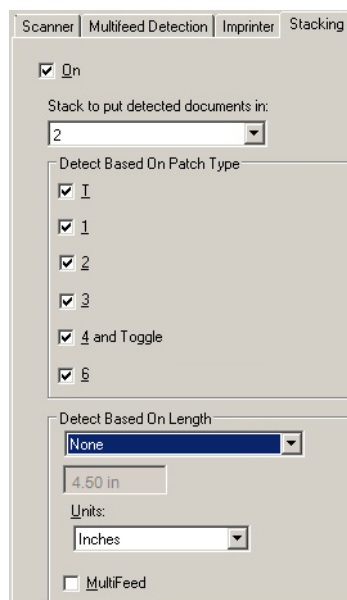 Scanner Multifeed Detection Imprinter Stacking
On
Stack to put detected documents in:
2
Detect Based On Patch Type
T
1
2
3
4 and Toggle
6
Detect Based On Length
None
4.50 in
Units:
Inches
MultiFeed